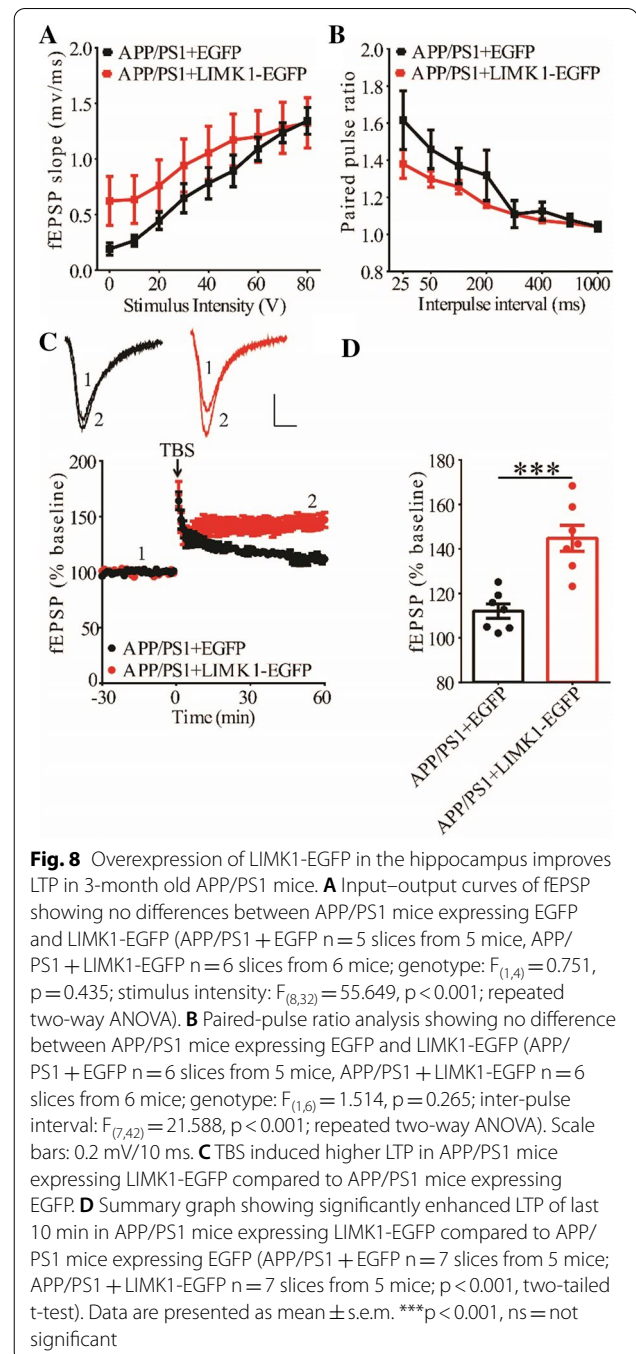 A
B
APP/PS1+EGFP
APP/PS1+LIMK1-EGFP
fEPSP slope (mv/ms)
2.0
1.5
1.0
0.5
0.0
0 20 40 60 80
Stimulus Intensity (V)
APP/PS1+EGFP
APP/PS1+LIMK1-EGFP
Paired pulse ratio
2.0
1.8
1.6
1.4
1.2
1.0
0.8
25 50 200 400 1000
Interpulse interval (ms)
C
D
1
2
1
2
TBS
fEPSP (% baseline)
200
150
100
50
0
1
2
APP/PS1+EGFP
APP/PS1+LIMK1-EGFP
-30 0 30 60
Time (min)
fEPSP (% baseline)
180
160
140
120
100
80
***
APP/PS1+EGFP
APP/PS1+LIMK1-EGFP
Fig. 8 Overexpression of LIMK1-EGFP in the hippocampus improves
LTP in 3-month old APP/PS1 mice. A Input–output curves of fEPSP
showing no differences between APP/PS1 mice expressing EGFP
and LIMK1-EGFP (APP/PS1 + EGFP n = 5 slices from 5 mice, APP/
PS1 + LIMK1-EGFP n = 6 slices from 6 mice; genotype: F(1,4) = 0.751,
p = 0.435; stimulus intensity: F(8,32) = 55.649, p < 0.001; repeated
two-way ANOVA). B Paired-pulse ratio analysis showing no difference
between APP/PS1 mice expressing EGFP and LIMK1-EGFP (APP/
PS1 + EGFP n = 6 slices from 5 mice, APP/PS1 + LIMK1-EGFP n = 6
slices from 6 mice; genotype: F(1,6) = 1.514, p = 0.265; inter-pulse
interval: F(7,42) = 21.588, p < 0.001; repeated two-way ANOVA). Scale
bars: 0.2 mV/10 ms. C TBS induced higher LTP in APP/PS1 mice
expressing LIMK1-EGFP compared to APP/PS1 mice expressing
EGFP. D Summary graph showing significantly enhanced LTP of last
10 min in APP/PS1 mice expressing LIMK1-EGFP compared to APP/
PS1 mice expressing EGFP (APP/PS1 + EGFP n = 7 slices from 5 mice;
APP/PS1 + LIMK1-EGFP n = 7 slices from 5 mice; p < 0.001, two-tailed
t-test). Data are presented as mean ± s.e.m. ***p < 0.001, ns = not
significant